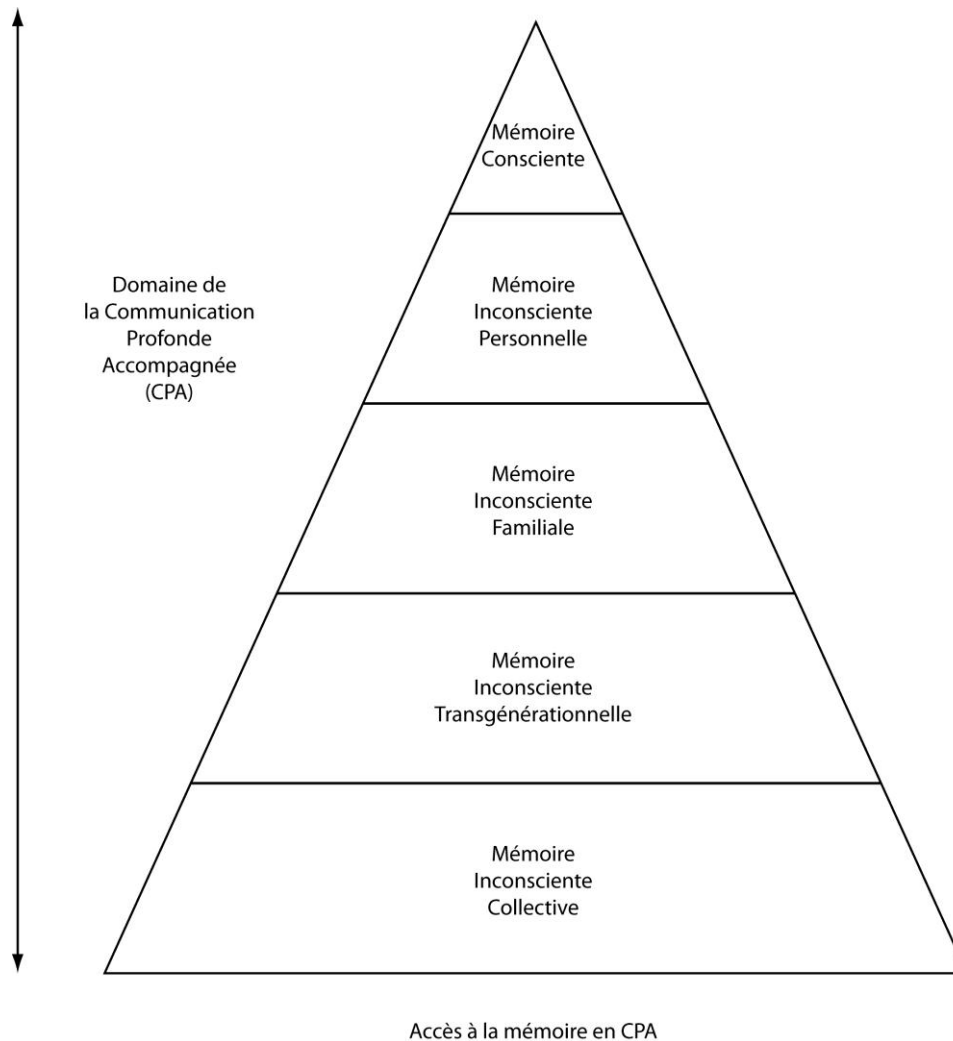 Mémoire
Consciente
Mémoire
Inconsciente
Personnelle
Domaine de
la Communication
Profonde
Accompagnée
(CPA)
Mémoire
Inconsciente
Familiale
Mémoire
Inconsciente
Transgénérationnelle
Mémoire
Inconsciente
Collective
Accès à la mémoire en CPA